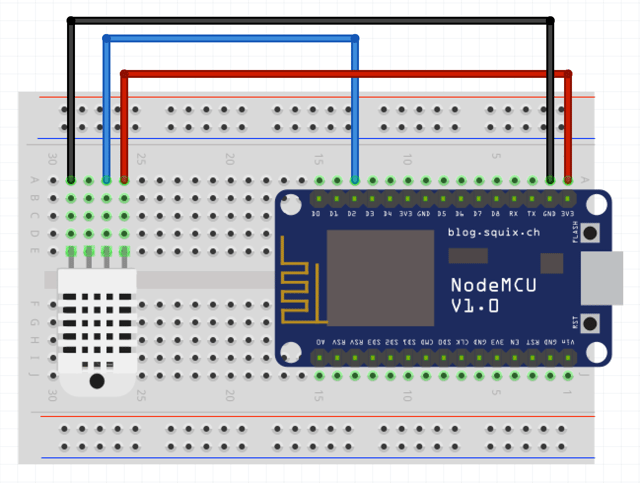 30 25 20 15 10 5 1
A A
B
C
D
E
F
G
H
I
J J
D0 D1 D2 D3 D4 3V3 GND D5 D6 D7 D8 RX TX GND 3V3
blog.squix.ch
FLASH
NodeMCU
V1.0
RST
A0 RSV RSV SD3 SD2 SD1 CMD SD0 CLK GND 3V3 EN RST GND Vin
30 25 20 15 10 5 1